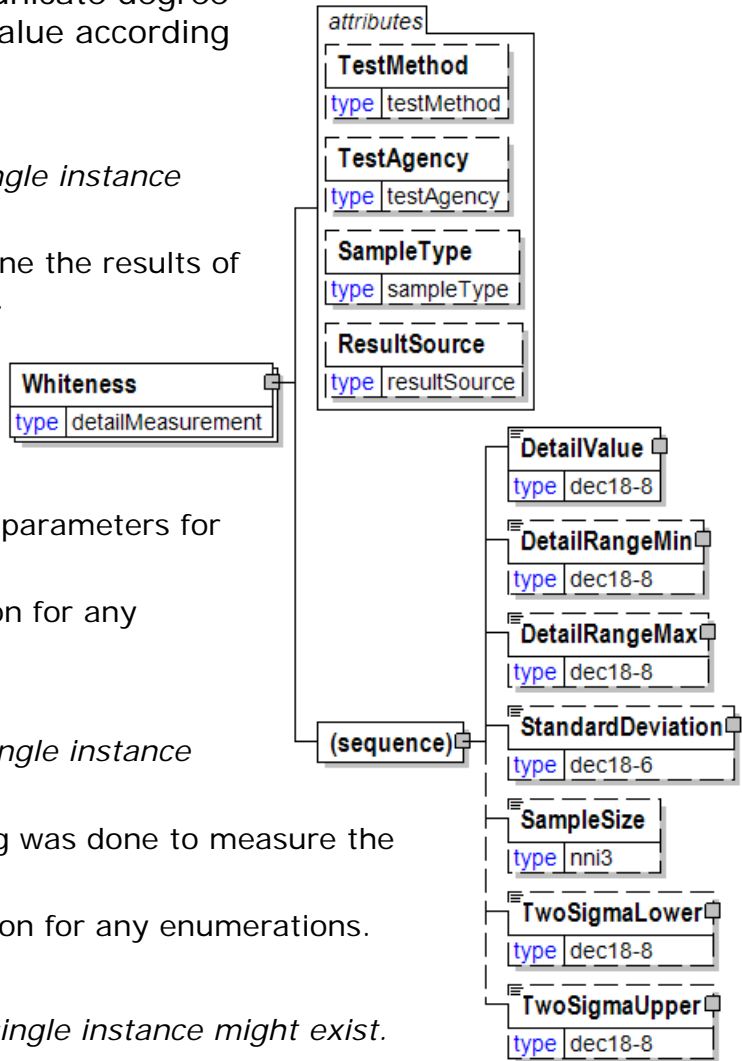 unicate degree
alue according
ngle instance
ne the results of
.
parameters for
on for any
ngle instance
g was done to measure the
on for any enumerations.
single instance might exist.
attributes
TestMethod
type testMethod
TestAgency
type testAgency
SampleType
type sampleType
ResultSource
type resultSource
Whiteness
type detailMeasurement
(sequence)
DetailValue
type dec18-8
DetailRangeMin
type dec18-8
DetailRangeMax
type dec18-8
StandardDeviation
type dec18-6
SampleSize
type nni3
TwoSigmaLower
type dec18-8
TwoSigmaUpper
type dec18-8